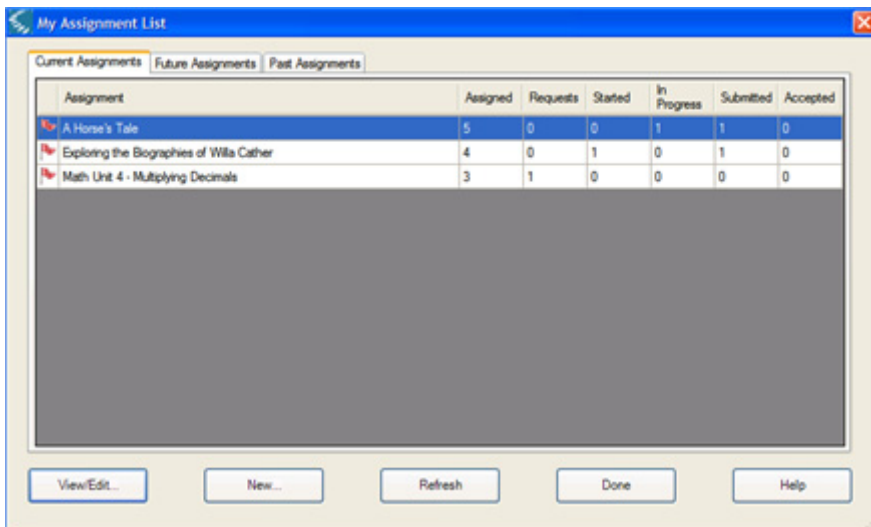 My Assignment List
Current Assignments Future Assignments Past Assignments
Assignment Assigned Requests Started In Progress Submitted Accepted
A Horse's Tale 5 0 0 1 1 0
Exploring the Biographies of Willa Cather 4 0 1 0 1 0
Math Unit 4 - Multiplying Decimals 3 1 0 0 0 0
View/Edit... New... Refresh Done Help